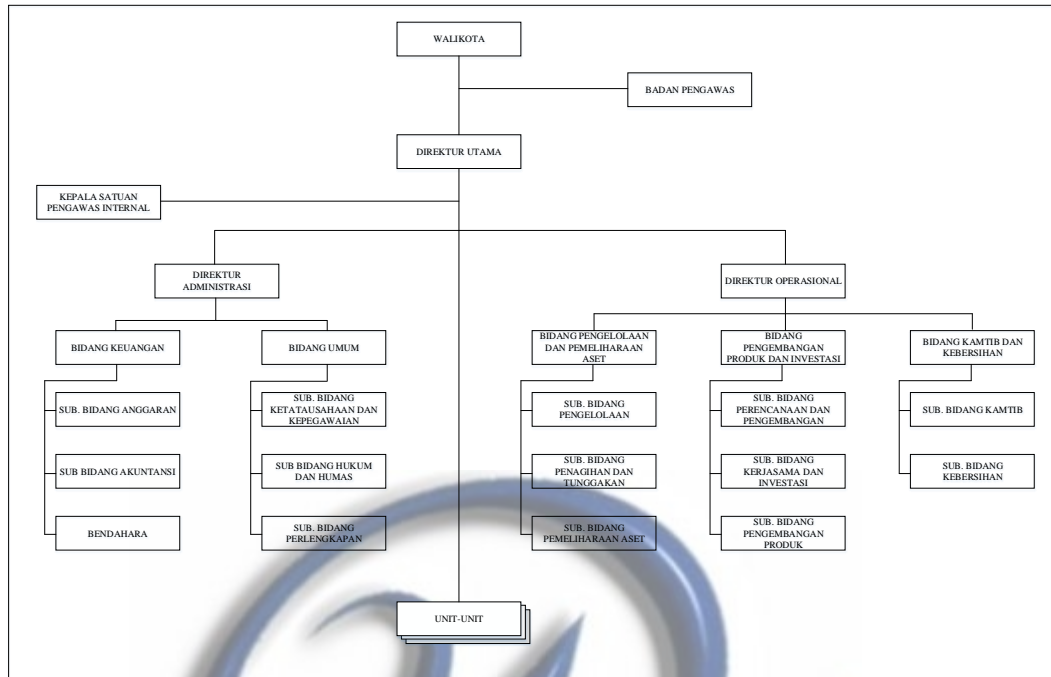 WALIKOTA
BADAN PENGAWAS
DIREKTUR UTAMA
KEPALA SATUAN
PENGAWAS INTERNAL
DIREKTUR
ADMINISTRASI
DIREKTUR OPERASIONAL
BIDANG KEUANGAN
BIDANG UMUM
BIDANG PENGELOLAAN
DAN PEMELIHARAAN
ASET
BIDANG
PENGEMBANGAN
PRODUK DAN INVESTASI
BIDANG KAMTIB DAN
KEBERSIHAN
SUB. BIDANG ANGGARAN
SUB. BIDANG
KETATAUSAHAAN DAN
KEPEGAWAIAN
SUB. BIDANG
PENGELOLAAN
SUB. BIDANG
PERENCANAAN DAN
PENGEMBANGAN
SUB. BIDANG KAMTIB
SUB BIDANG AKUNTANSI
SUB BIDANG HUKUM
DAN HUMAS
SUB. BIDANG
PENAGIHAN DAN
TUNGGAKAN
SUB. BIDANG
KERJASAMA DAN
INVESTASI
SUB. BIDANG
KEBERSIHAN
BENDAHARA
SUB. BIDANG
PERLENGKAPAN
SUB. BIDANG
PEMELIHARAAN ASET
SUB. BIDANG
PENGEMBANGAN
PRODUK
UNIT-UNIT